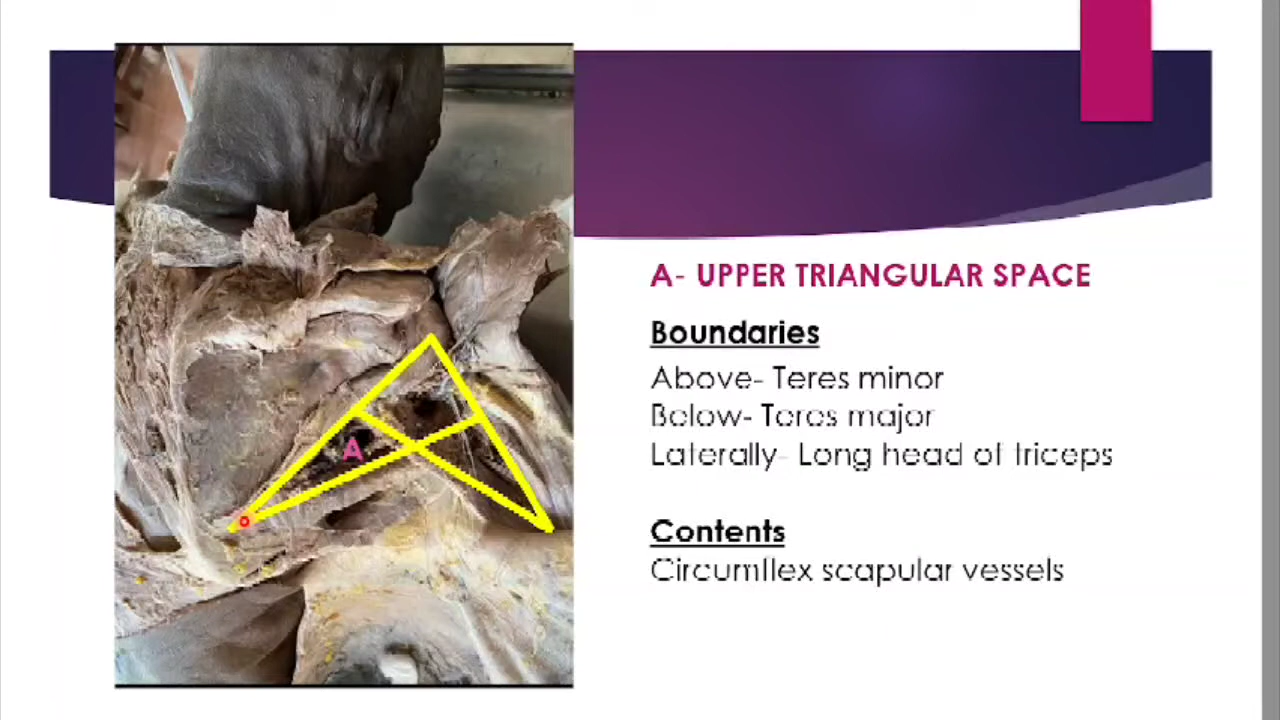 A- UPPER TRIANGULAR SPACE
Boundaries
Above- Teres minor
Below- Teres major
Laterally- Long head of triceps
A
Contents
Circumflex scapular vessels